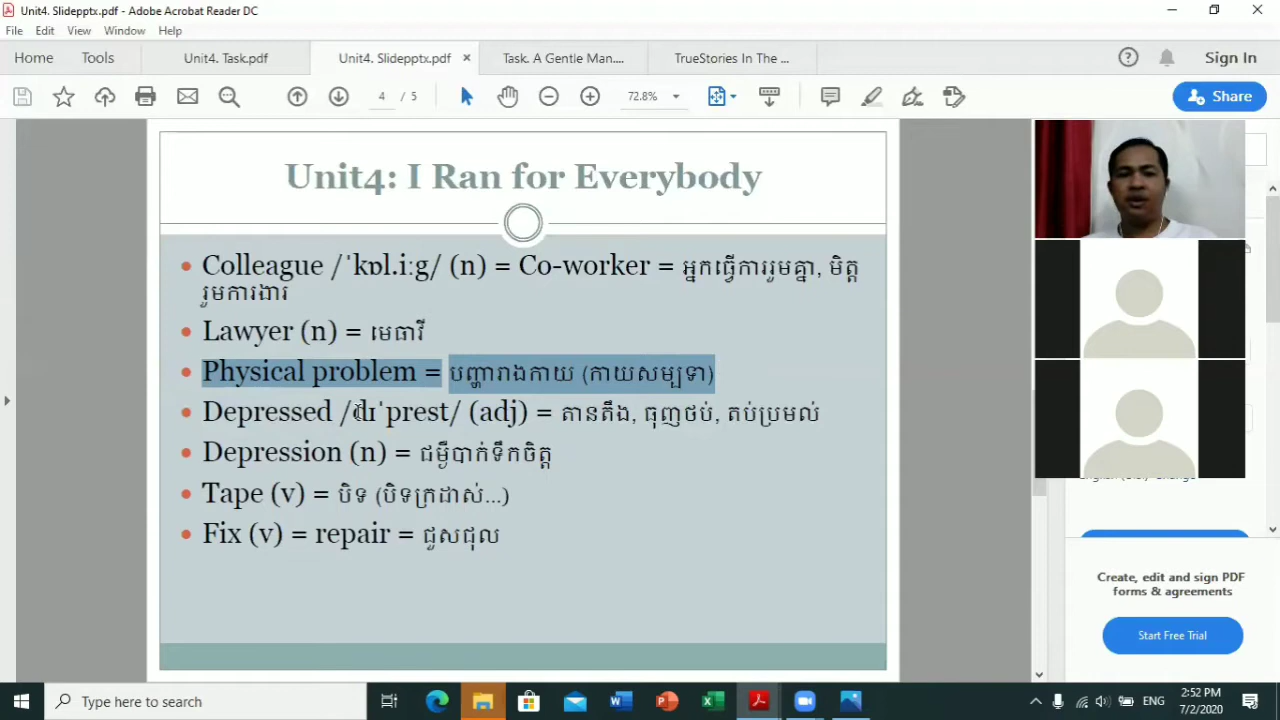 Unit4. Slidepptx.pdf - Adobe Acrobat Reader DC
File Edit View Window Help
Home Tools Unit4. Task.pdf Unit4. Slidepptx.pdf × Task. A Gentle Man.... TrueStories In The ... Sign In
4 / 5 72.8% Share
Unit4: I Ran for Everybody
• Colleague /ˈkɒl.iːg/ (n) = Co-worker = អ្នកធ្វើការរួមគ្នា, មិត្ត
រួមការងារ
• Lawyer (n) = មេធាវី
• Physical problem = បញ្ហារាងកាយ (កាយសម្បទា)
• Depressed /dɪˈprest/ (adj) = តានតឹង, ធុញថប់, តប់ប្រមល់
• Depression (n) = ជម្ងឺបាក់ទឹកចិត្ត
• Tape (v) = បិទ (បិទក្រដាស់...)
• Fix (v) = repair = ជួសជុល
Create, edit and sign PDF
forms & agreements
Start Free Trial
Type here to search
ENG
2:52 PM
7/2/2020